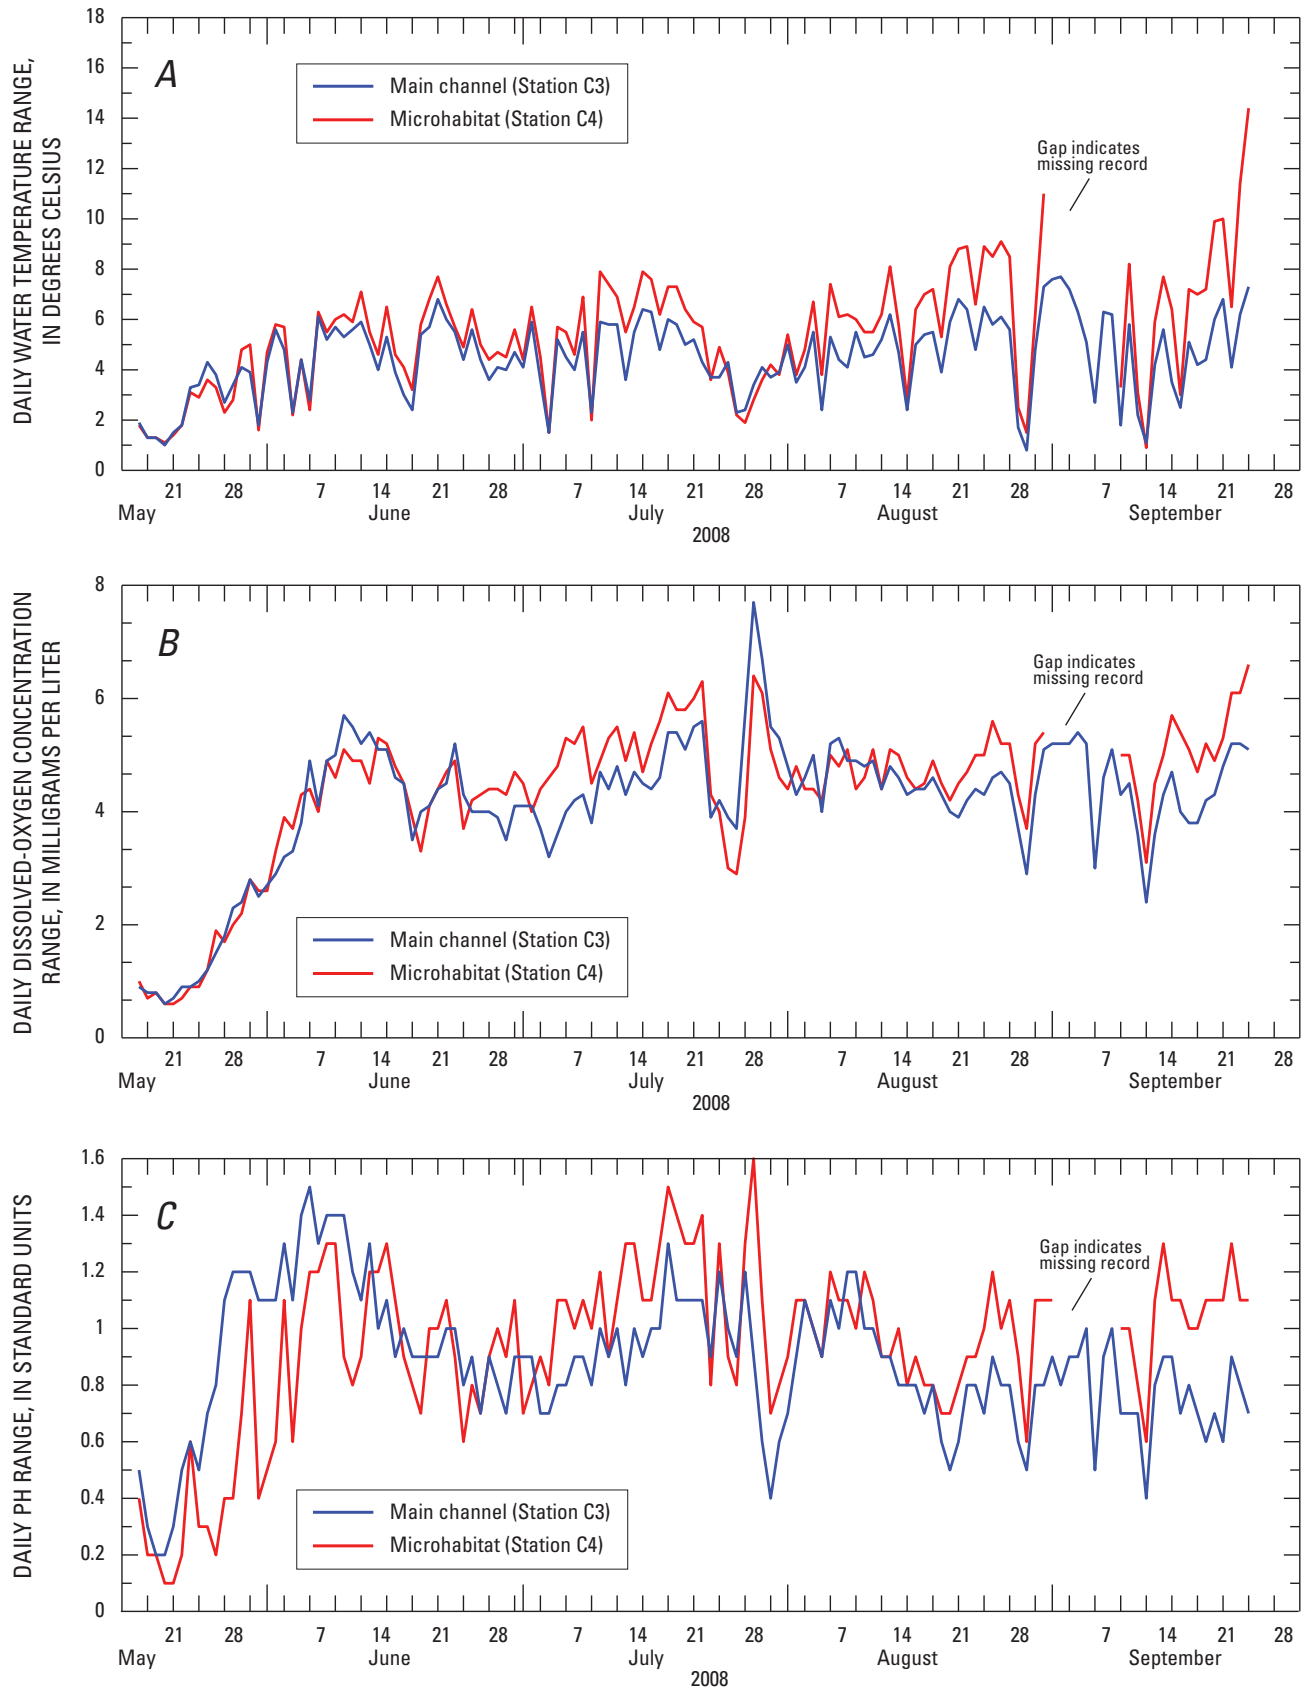 DAILY WATER TEMPERATURE RANGE,
IN DEGREES CELSIUS
18
16
14
12
10
8
6
4
2
0
A
Main channel (Station C3)
Microhabitat (Station C4)
Gap indicates
missing record
21 28 7 14 21 28 7 14 21 28 7 14 21 28 7 14 21 28
May June July August September
2008
DAILY DISSOLVED-OXYGEN CONCENTRATION
RANGE, IN MILLIGRAMS PER LITER
8
6
4
2
0
B
Gap indicates
missing record
Main channel (Station C3)
Microhabitat (Station C4)
21 28 7 14 21 28 7 14 21 28 7 14 21 28 7 14 21 28
May June July August September
2008
DAILY PH RANGE, IN STANDARD UNITS
1.6
1.4
1.2
1
0.8
0.6
0.4
0.2
0
C
Gap indicates
missing record
Main channel (Station C3)
Microhabitat (Station C4)
21 28 7 14 21 28 7 14 21 28 7 14 21 28 7 14 21 28
May June July August September
2008